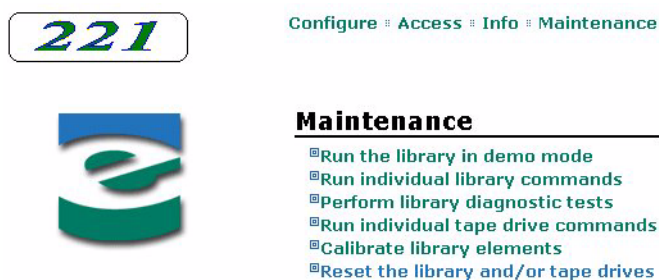 221
Configure Access Info Maintenance
Maintenance
Run the library in demo mode
Run individual library commands
Perform library diagnostic tests
Run individual tape drive commands
Calibrate library elements
Reset the library and/or tape drives